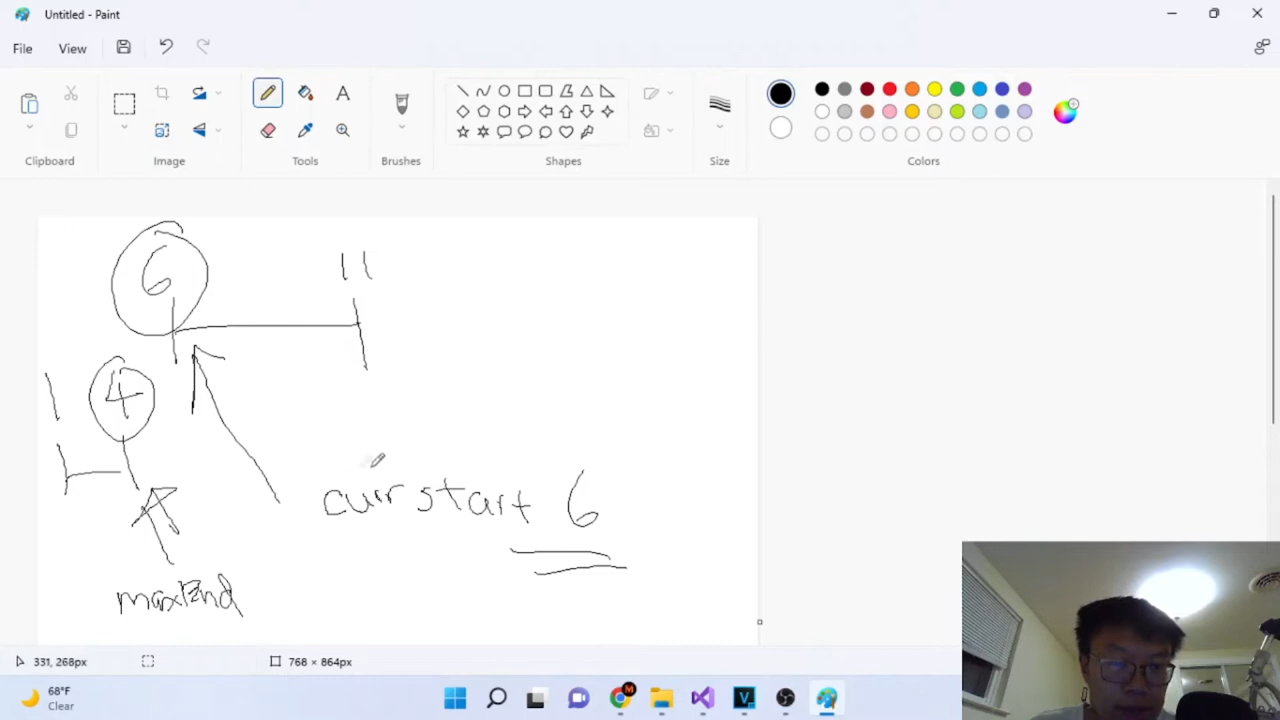 Untitled - Paint
File View
Clipboard
Image
Tools
Brushes
Shapes
Size
Colors
6
11
1
4
curr start 6
maxEnd
331, 268px
768 × 864px
68°F
Clear